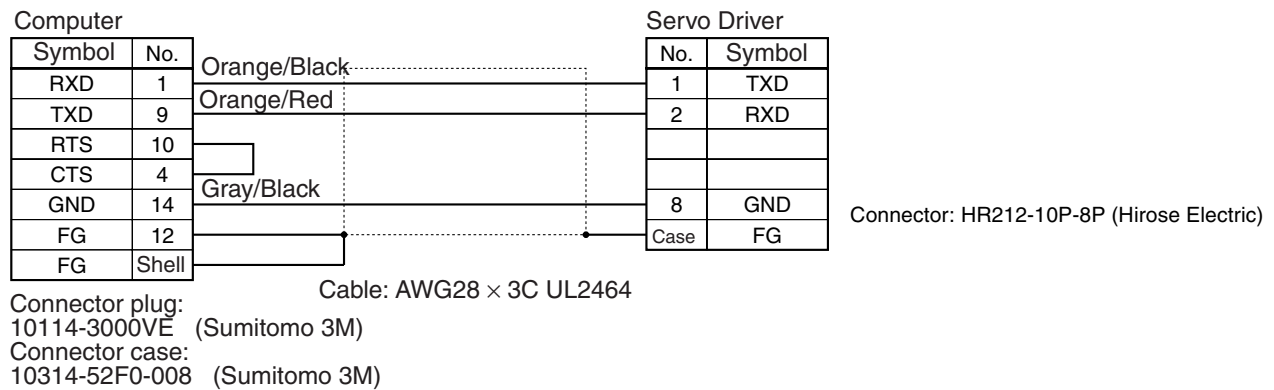 Computer
Servo Driver
Symbol No.
No. Symbol
Orange/Black
RXD 1
1 TXD
Orange/Red
TXD 9
2 RXD
RTS 10
CTS 4
Gray/Black
GND 14
8 GND
Connector: HR212-10P-8P (Hirose Electric)
FG 12
Case FG
FG Shell
Cable: AWG28 × 3C UL2464
Connector plug:
10114-3000VE (Sumitomo 3M)
Connector case:
10314-52F0-008 (Sumitomo 3M)